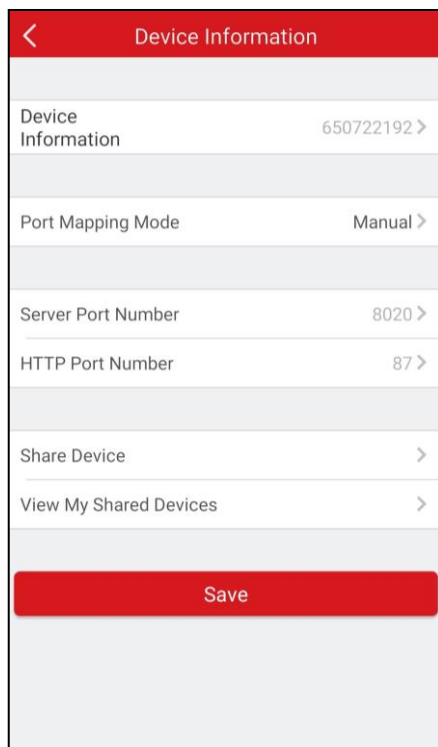 Device Information
Device
Information
650722192
Port Mapping Mode Manual
Server Port Number 8020
HTTP Port Number 87
Share Device
View My Shared Devices
Save